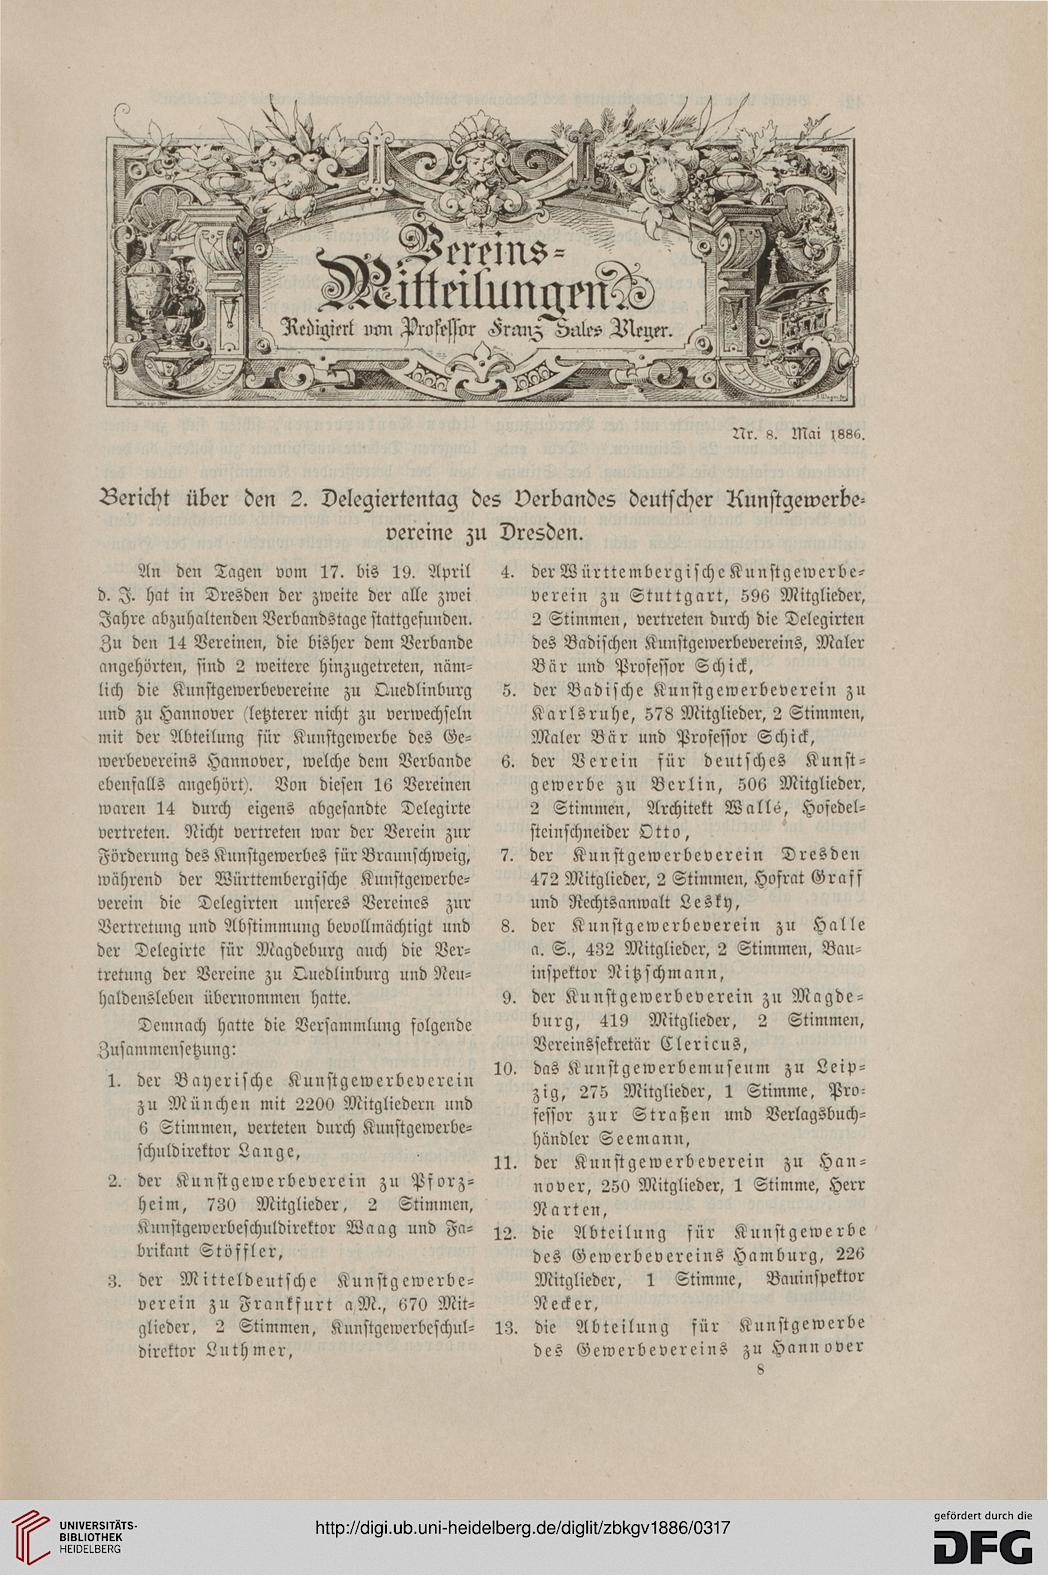 Vereins-
Mitteilungen
Redigiert von Professor Franz Sales Meyer.
Nr. 8. Mai 1886.
Bericht über den 2. Delegiertentag des Verbandes deutscher Kunstgewerbe-
vereine zu Dresden.
An den Tagen vom 17. bis 19. April
d. J. hat in Dresden der zweite der alle zwei
Jahre abzuhaltenden Verbandstage stattgefunden.
Zu den 14 Vereinen, die bisher dem Verbande
angehörten, sind 2 weitere hinzugetreten, näm-
lich die Kunstgewerbevereine zu Quedlinburg
und zu Hannover (letzterer nicht zu verwechseln
mit der Abteilung für Kunstgewerbe des Ge-
werbevereins Hannover, welche dem Verbande
ebenfalls angehört). Von diesen 16 Vereinen
waren 14 durch eigens abgesandte Delegirte
vertreten. Nicht vertreten war der Verein zur
Förderung des Kunstgewerbes für Braunschweig,
während der Württembergische Kunstgewerbe-
verein die Delegirten unseres Vereines zur
Vertretung und Abstimmung bevollmächtigt und
der Delegirte für Magdeburg auch die Ver-
tretung der Vereine zu Quedlinburg und Neu-
haldensleben übernommen hatte.
Demnach hatte die Versammlung folgende
Zusammensetzung:
1. der Bayerische Kunstgewerbeverein
zu München mit 2200 Mitgliedern und
6 Stimmen, verteten durch Kunstgewerbe-
schuldirektor Lange,
2. der Kunstgewerbeverein zu Pforz-
heim, 730 Mitglieder, 2 Stimmen,
Kunstgewerbeschuldirektor Waag und Fa-
brikant Stöffler,
3. der Mitteldeutsche Kunstgewerbe-
verein zu Frankfurt a M., 670 Mit-
glieder, 2 Stimmen, Kunstgewerbeschul-
direktor Luthmer,
4. der Württembergische Kunstgewerbe-
verein zu Stuttgart, 596 Mitglieder,
2 Stimmen, vertreten durch die Delegirten
des Badischen Kunstgewerbevereins, Maler
Bär und Professor Schick,
5. der Badische Kunstgewerbeverein zu
Karlsruhe, 578 Mitglieder, 2 Stimmen,
Maler Bär und Professor Schick,
6. der Verein für deutsches Kunst-
gewerbe zu Berlin, 506 Mitglieder,
2 Stimmen, Architekt Wallé, Hofedel-
steinschneider Otto,
7. der Kunstgewerbeverein Dresden
472 Mitglieder, 2 Stimmen, Hofrat Graff
und Rechtsanwalt Lesky,
8. der Kunstgewerbeverein zu Halle
a. S., 432 Mitglieder, 2 Stimmen, Bau-
inspektor Nitzschmann,
9. der Kunstgewerbeverein zu Magde-
burg, 419 Mitglieder, 2 Stimmen,
Vereinssekretär Clericus,
10. das Kunstgewerbemuseum zu Leip-
zig, 275 Mitglieder, 1 Stimme, Pro-
fessor zur Straßen und Verlagsbuch-
händler Seemann,
11. der Kunstgewerbeverein zu Han-
nover, 250 Mitglieder, 1 Stimme, Herr
Narten,
12. die Abteilung für Kunstgewerbe
des Gewerbevereins Hamburg, 226
Mitglieder, 1 Stimme, Bauinspektor
Necker,
13. die Abteilung für Kunstgewerbe
des Gewerbevereins zu Hannover
8
UNIVERSITÄTS-
BIBLIOTHEK
HEIDELBERG
http://digi.ub.uni-heidelberg.de/diglit/zbkgv1886/0317
gefördert durch die
DFG